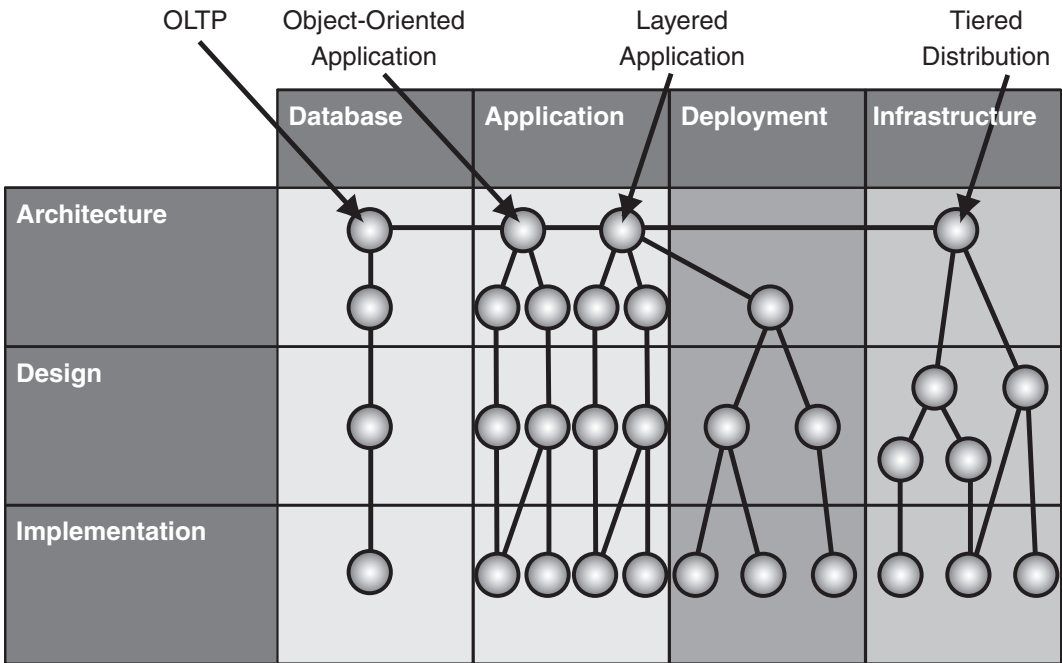 OLTP
Object-Oriented
Application
Layered
Application
Tiered
Distribution
Database
Application
Deployment
Infrastructure
Architecture
Design
Implementation